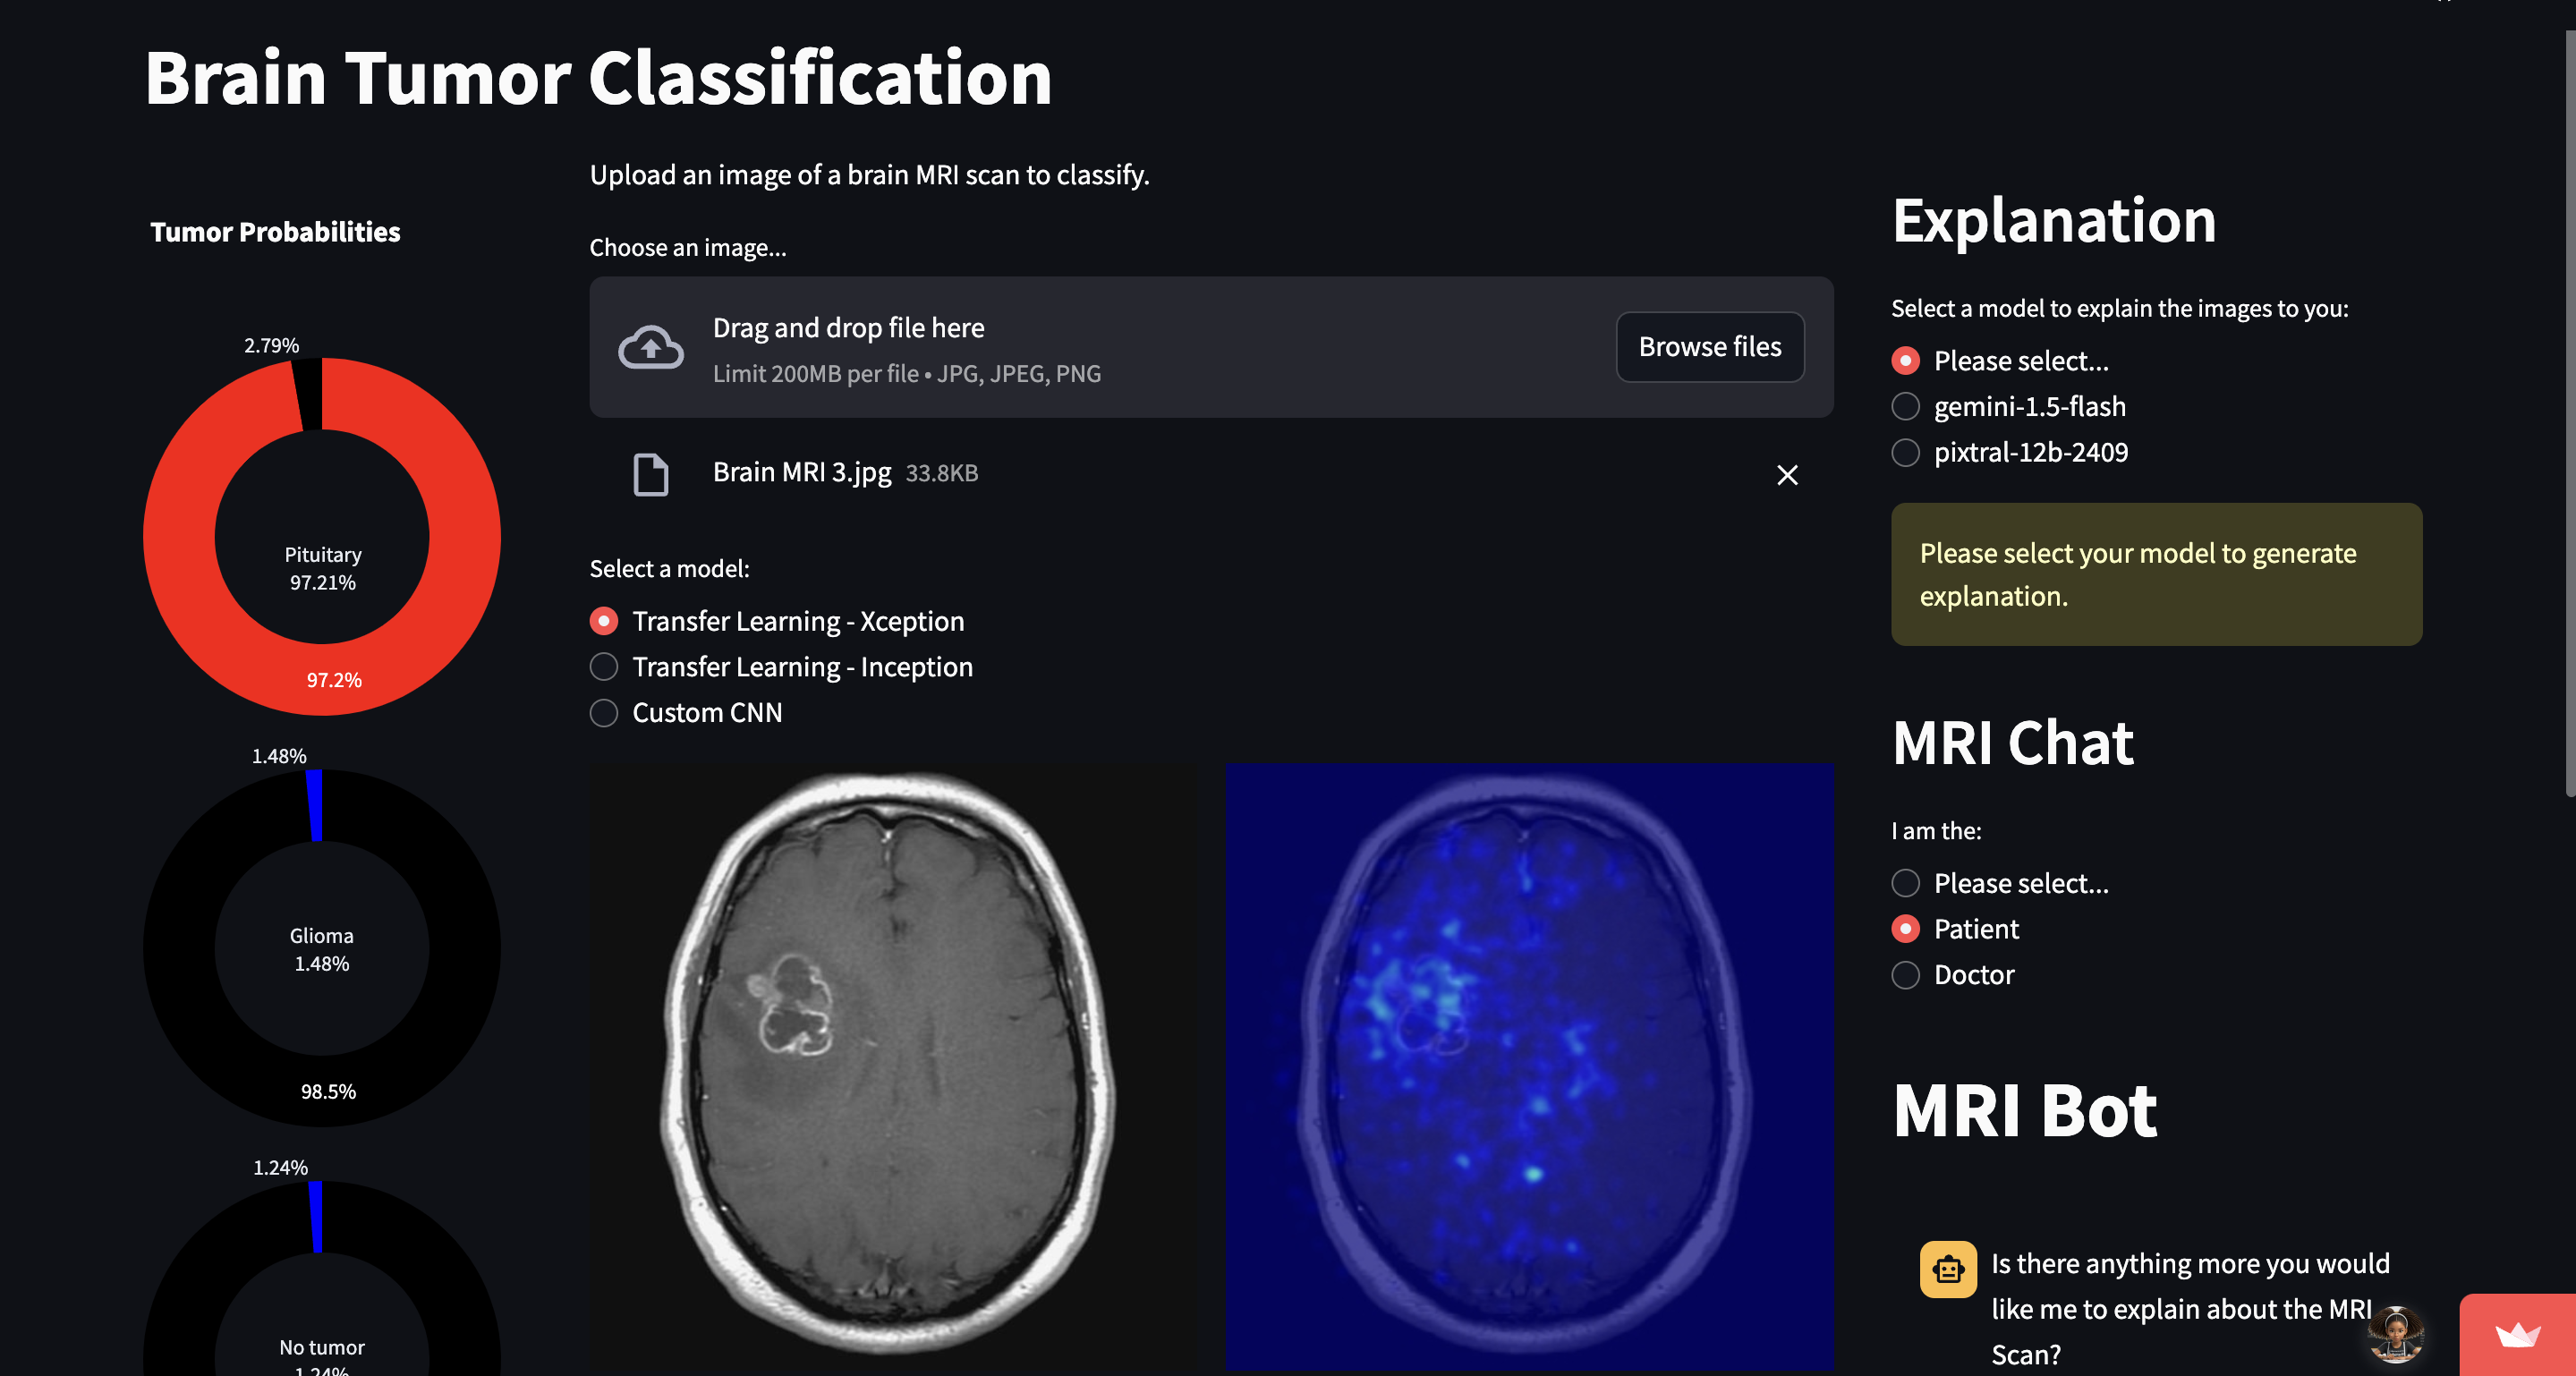 Brain Tumor Classification
Tumor Probabilities
2.79%
Pituitary
97.21%
97.2%
1.48%
Glioma
1.48%
98.5%
1.24%
No tumor
1.24%
Upload an image of a brain MRI scan to classify.
Choose an image...
Drag and drop file here
Limit 200MB per file • JPG, JPEG, PNG
Browse files
Brain MRI 3.jpg 33.8KB
Select a model:
Transfer Learning - Xception
Transfer Learning - Inception
Custom CNN
Explanation
Select a model to explain the images to you:
Please select...
gemini-1.5-flash
pixtral-12b-2409
Please select your model to generate
explanation.
MRI Chat
I am the:
Please select...
Patient
Doctor
MRI Bot
Is there anything more you would
like me to explain about the MRI
Scan?